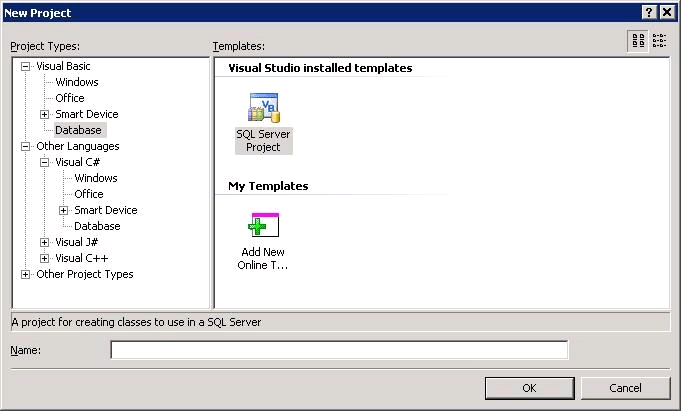 New Project
Project Types:
Templates:
Visual Basic
Windows
Office
Smart Device
Database
Other Languages
Visual C#
Windows
Office
Smart Device
Database
Visual J#
Visual C++
Other Project Types
Visual Studio installed templates
SQL Server
Project
My Templates
Add New
Online T...
A project for creating classes to use in a SQL Server
Name:
OK
Cancel